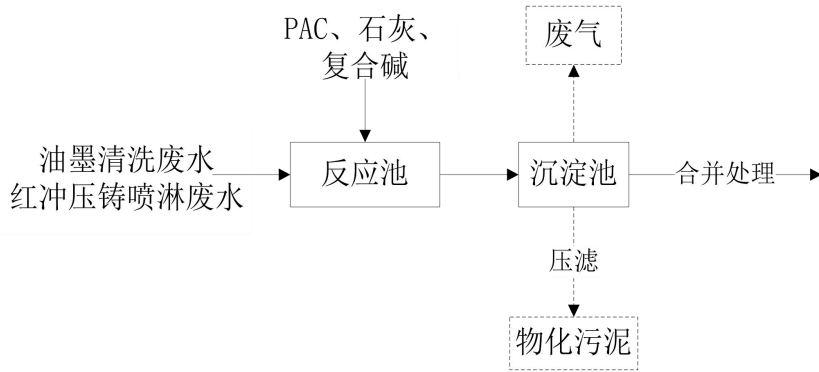 PAC、石灰、
复合碱
废气
油墨清洗废水
红冲压铸喷淋废水
反应池
沉淀池
合并处理
压滤
物化污泥